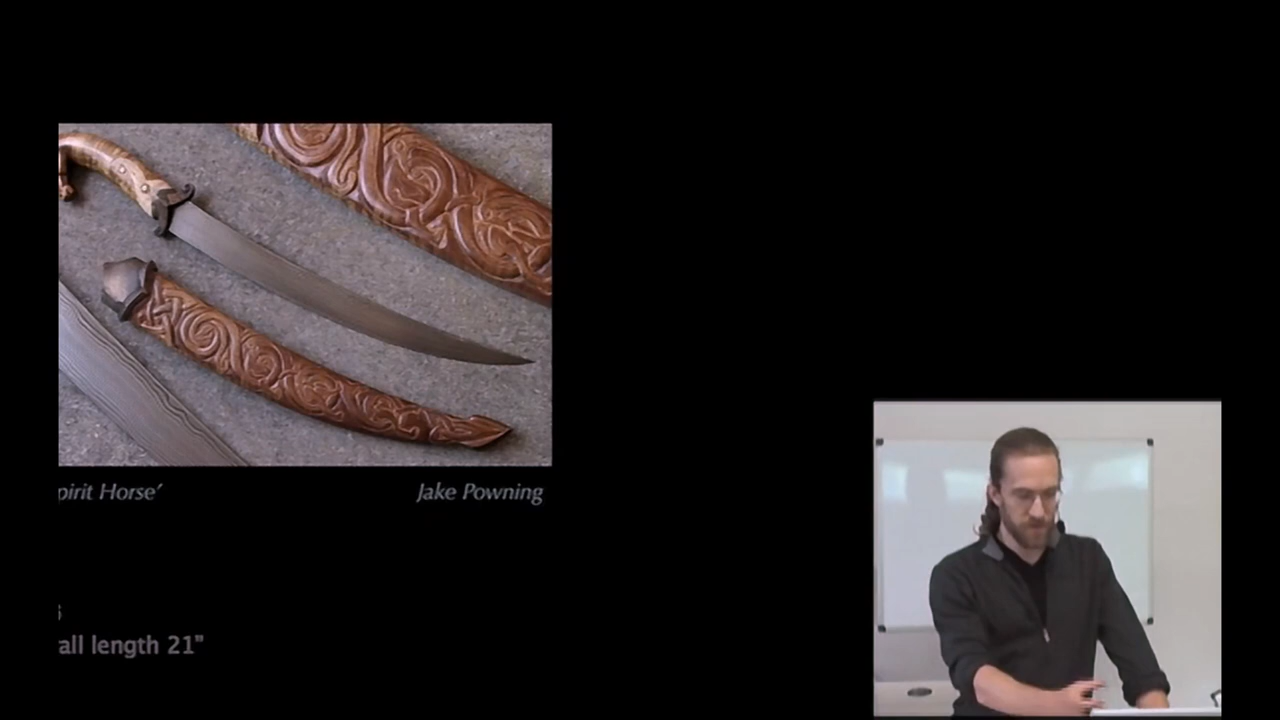 pirit Horse’
Jake Powning
all length 21"